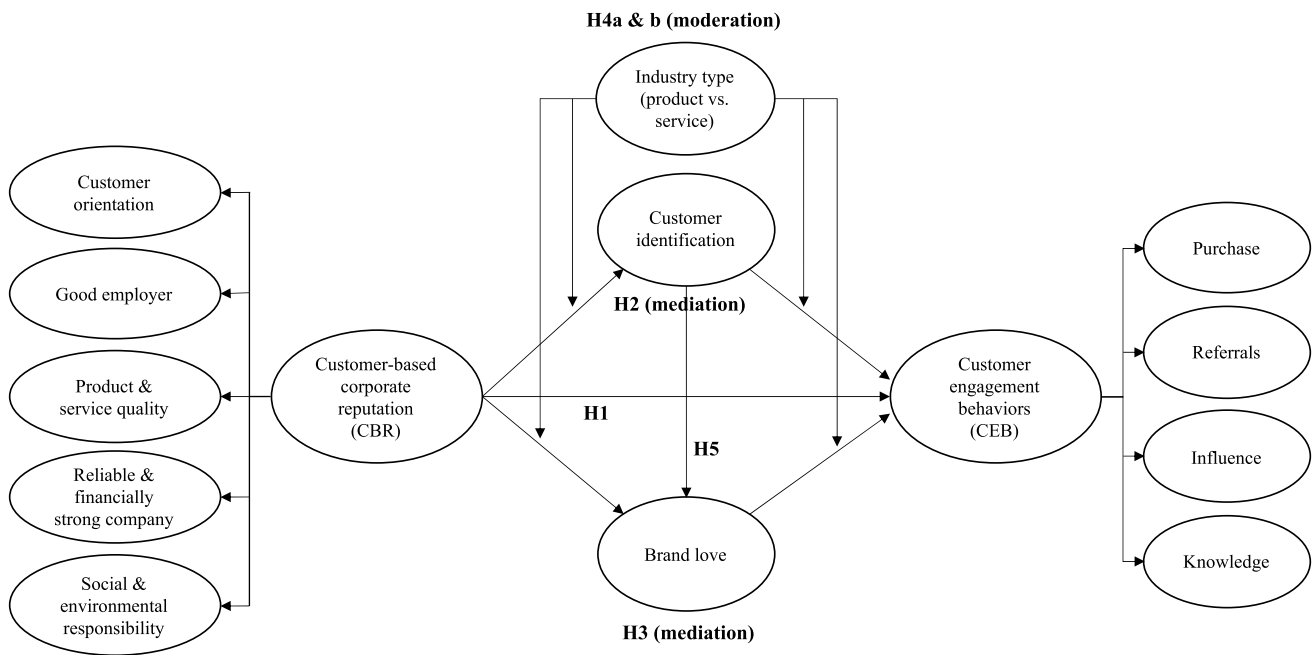 H4a & b (moderation)
Industry type
(product vs.
service)
Customer
orientation
Good employer
Product &
service quality
Reliable &
financially
strong company
Social &
environmental
responsibility
Customer-based
corporate
reputation
(CBR)
Customer
identification
H2 (mediation)
H1
H5
Brand love
H3 (mediation)
Customer
engagement
behaviors
(CEB)
Purchase
Referrals
Influence
Knowledge